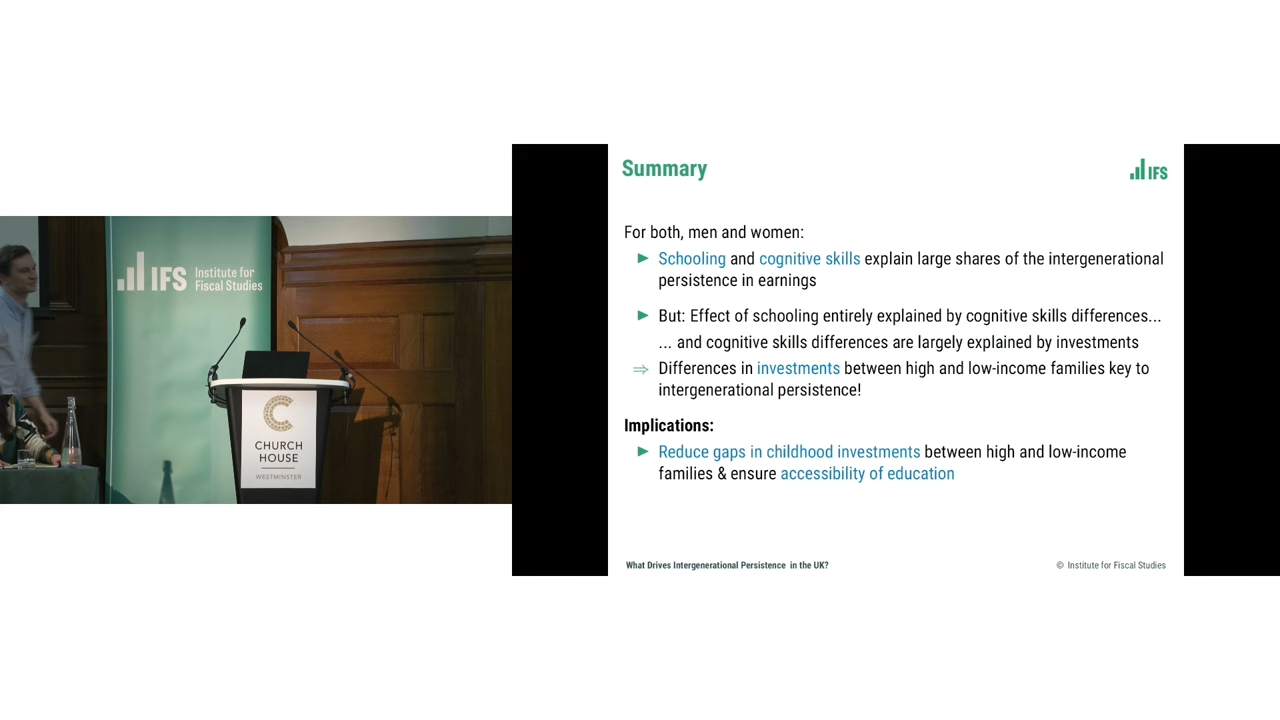 IFS Institute for
Fiscal Studies
CHURCH
HOUSE
WESTMINSTER
Summary
IFS
For both, men and women:
► Schooling and cognitive skills explain large shares of the intergenerational
persistence in earnings
► But: Effect of schooling entirely explained by cognitive skills differences...
... and cognitive skills differences are largely explained by investments
⇒ Differences in investments between high and low-income families key to
intergenerational persistence!
Implications:
► Reduce gaps in childhood investments between high and low-income
families & ensure accessibility of education
What Drives Intergenerational Persistence in the UK?
© Institute for Fiscal Studies